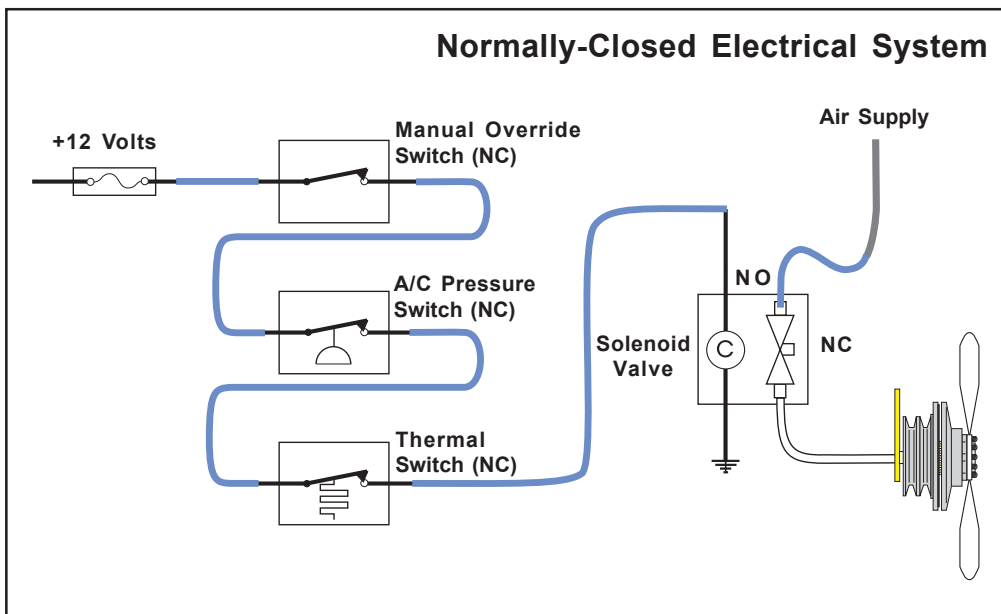 Normally-Closed Electrical System
+12 Volts
Manual Override
Switch (NC)
Air Supply
A/C Pressure
Switch (NC)
NO
Solenoid
Valve
C
NC
Thermal
Switch (NC)